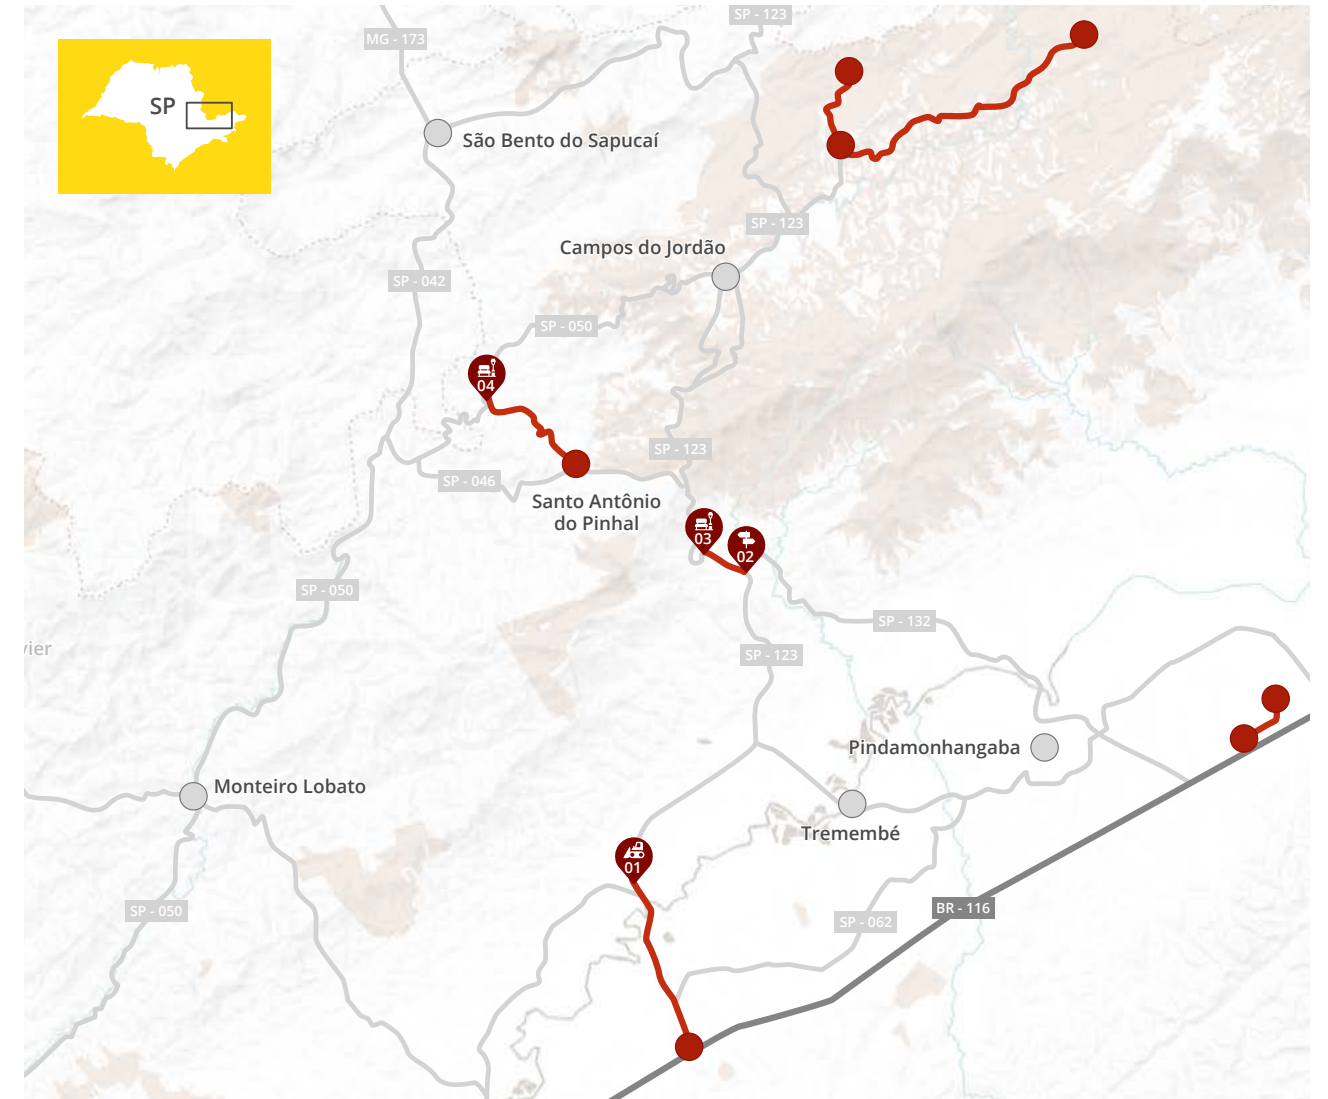 SP - 123
MG - 173
SP
São Bento do Sapucaí
SP - 123
Campos do Jordão
SP - 042
SP - 050
04
SP - 123
SP - 046
Santo Antônio
do Pinhal
03
02
SP - 050
SP - 132
vier
SP - 123
Pindamonhangaba
Monteiro Lobato
Tremembé
01
SP - 050
BR - 116
SP - 062